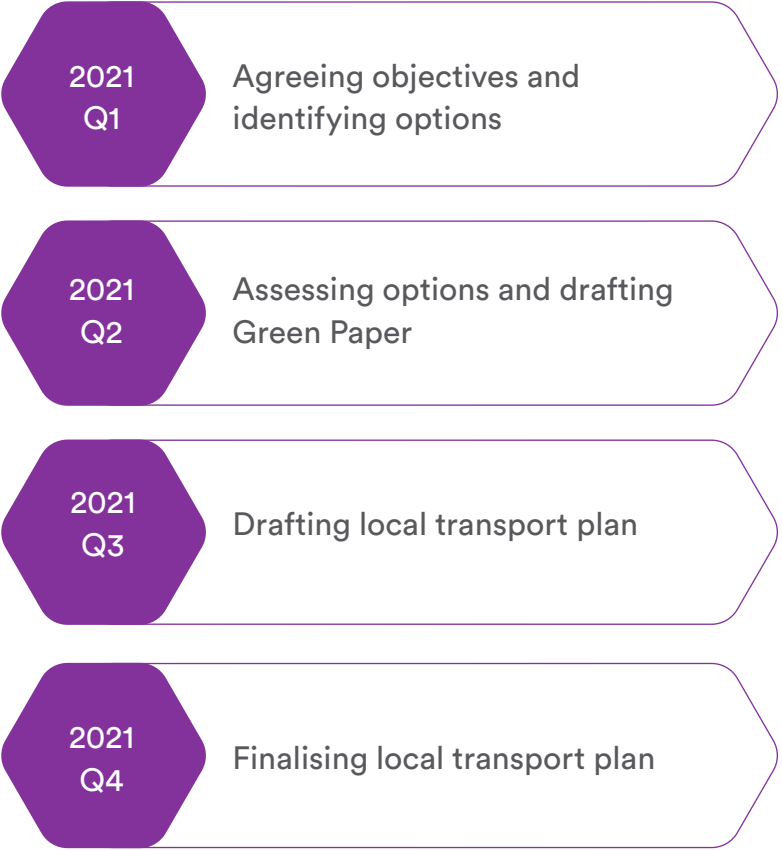 2021
Q1
Agreeing objectives and
identifying options
2021
Q2
Assessing options and drafting
Green Paper
2021
Q3
Drafting local transport plan
2021
Q4
Finalising local transport plan